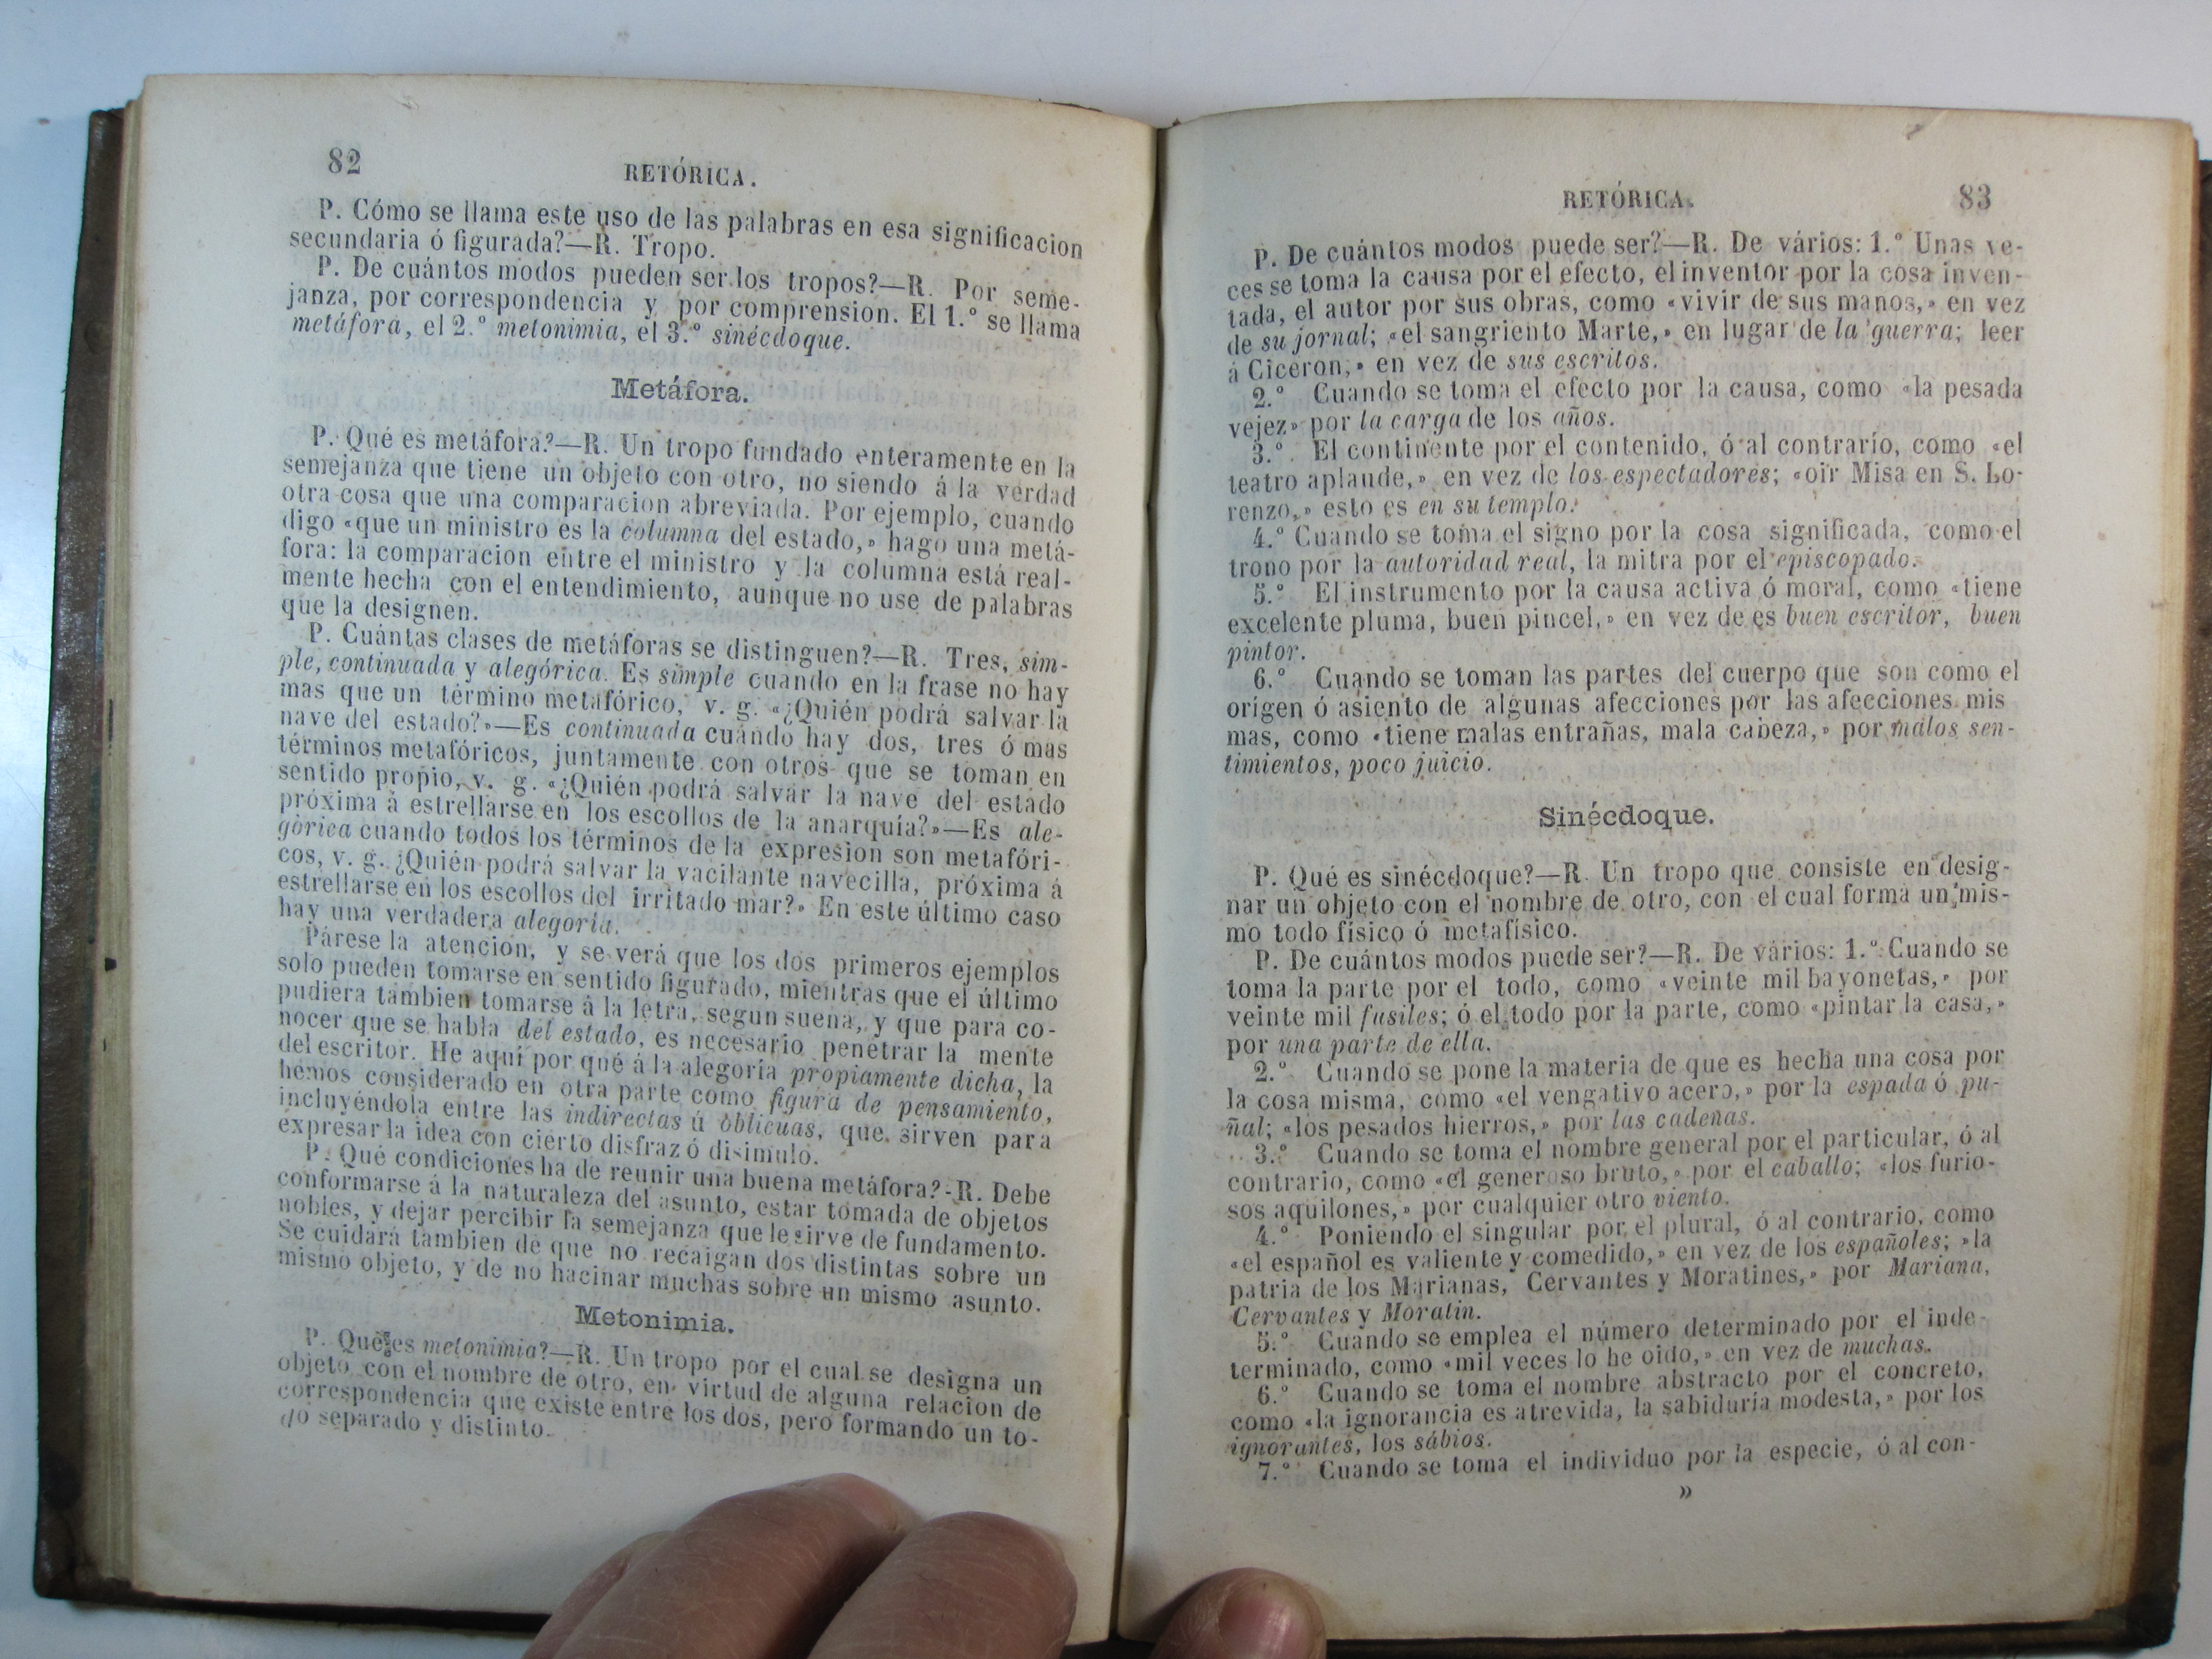 82
RETÓRICA.
P. Cómo se llama este uso de las palabras en esa significacion
secundaria ó figurada?—R. Tropo.
P. De cuántos modos pueden ser los tropos?—R. Por seme-
janza, por correspondencia y por comprension. El 1.º se llama
metáfora, el 2.º metonimia, el 3.º sinécdoque.
Metáfora.
P. Qué es metáfora?—R. Un tropo fundado enteramente en la
semejanza que tiene un objeto con otro, no siendo á la verdad
otra cosa que una comparacion abreviada. Por ejemplo, cuando
digo «que un ministro es la columna del estado,» hago una metá-
fora: la comparacion entre el ministro y la columna está real-
mente hecha con el entendimiento, aunque no use de palabras
que la designen.
P. Cuántas clases de metáforas se distinguen?—R. Tres, sim-
ple, continuada y alegórica. Es simple cuando en la frase no hay
mas que un término metafórico, v. g. «¿Quién podrá salvar la
nave del estado?»—Es continuada cuando hay dos, tres ó mas
términos metafóricos, juntamente con otros que se toman en
sentido propio, v. g. «¿Quién podrá salvar la nave del estado
próxima á estrellarse en los escollos de la anarquía?»—Es ale-
górica cuando todos los términos de la expresion son metafóri-
cos, v. g. ¿Quién podrá salvar la vacilante navecilla, próxima á
estrellarse en los escollos del irritado mar?» En este último caso
hay una verdadera alegoria.
Párese la atención, y se verá que los dos primeros ejemplos
solo pueden tomarse en sentido figurado, mientras que el último
pudiera tambien tomarse á la letra, segun suena, y que para co-
nocer que se habla del estado, es necesario penetrar la mente
del escritor. He aquí por qué á la alegoría propiamente dicha, la
hemos considerado en otra parte como figura de pensamiento,
incluyéndola entre las indirectas ú oblicuas, que sirven para
expresar la idea con cierto disfraz ó disimulo.
P. Qué condiciones ha de reunir una buena metáfora?-R. Debe
conformarse á la naturaleza del asunto, estar tomada de objetos
nobles, y dejar percibir la semejanza que le sirve de fundamento.
Se cuidará tambien de que no recaigan dos distintas sobre un
mismo objeto, y de no hacinar muchas sobre un mismo asunto.
Metonimia.
P. Qué es metonimia?—R. Un tropo por el cual se designa un
objeto con el nombre de otro, en virtud de alguna relacion de
correspondencia que existe entre los dos, pero formando un to-
do separado y distinto.
RETÓRICA.
83
P. De cuántos modos puede ser?—R. De vários: 1.º Unas ve-
ces se toma la causa por el efecto, el inventor por la cosa inven-
tada, el autor por sus obras, como «vivir de sus manos,» en vez
de su jornal; «el sangriento Marte,» en lugar de la guerra; leer
á Ciceron,» en vez de sus escritos.
2.º Cuando se toma el efecto por la causa, como «la pesada
vejez» por la carga de los años.
3.º El continente por el contenido, ó al contrarío, como «el
teatro aplaude,» en vez de los espectadores; «oir Misa en S. Lo-
renzo,» esto es en su templo.
4.º Cuando se toma el signo por la cosa significada, como el
trono por la autoridad real, la mitra por el episcopado.
5.º El instrumento por la causa activa ó moral, como «tiene
excelente pluma, buen pincel,» en vez de es buen escritor, buen
pintor.
6.º Cuando se toman las partes del cuerpo que son como el
origen ó asiento de algunas afecciones por las afecciones mis
mas, como «tiene malas entrañas, mala cabeza,» por malos sen-
timientos, poco juicio.
Sinécdoque.
P. Qué es sinécdoque?—R. Un tropo que consiste en desig-
nar un objeto con el nombre de otro, con el cual forma un mis-
mo todo físico ó metafísico.
P. De cuántos modos puede ser?—R. De vários: 1.º Cuando se
toma la parte por el todo, como «veinte mil bayonetas,» por
veinte mil fusiles; ó el todo por la parte, como «pintar la casa,»
por una parte de ella.
2.º Cuando se pone la materia de que es hecha una cosa por
la cosa misma, como «el vengativo acero,» por la espada ó pu-
ñal; «los pesados hierros,» por las cadenas.
3.º Cuando se toma el nombre general por el particular, ó al
contrario, como «el generoso bruto,» por el caballo; «los furio-
sos aquilones,» por cualquier otro viento.
4.º Poniendo el singular por el plural, ó al contrario, como
«el español es valiente y comedido,» en vez de los españoles; »la
patria de los Marianas, Cervantes y Moratines,» por Mariana,
Cervantes y Moratin.
5.º Cuando se emplea el número determinado por el inde-
terminado, como «mil veces lo he oido,» en vez de muchas.
6.º Cuando se toma el nombre abstracto por el concreto,
como «la ignorancia es atrevida, la sabiduría modesta,» por los
ignorantes, los sábios.
7.º Cuando se toma el individuo por la especie, ó al con-
»